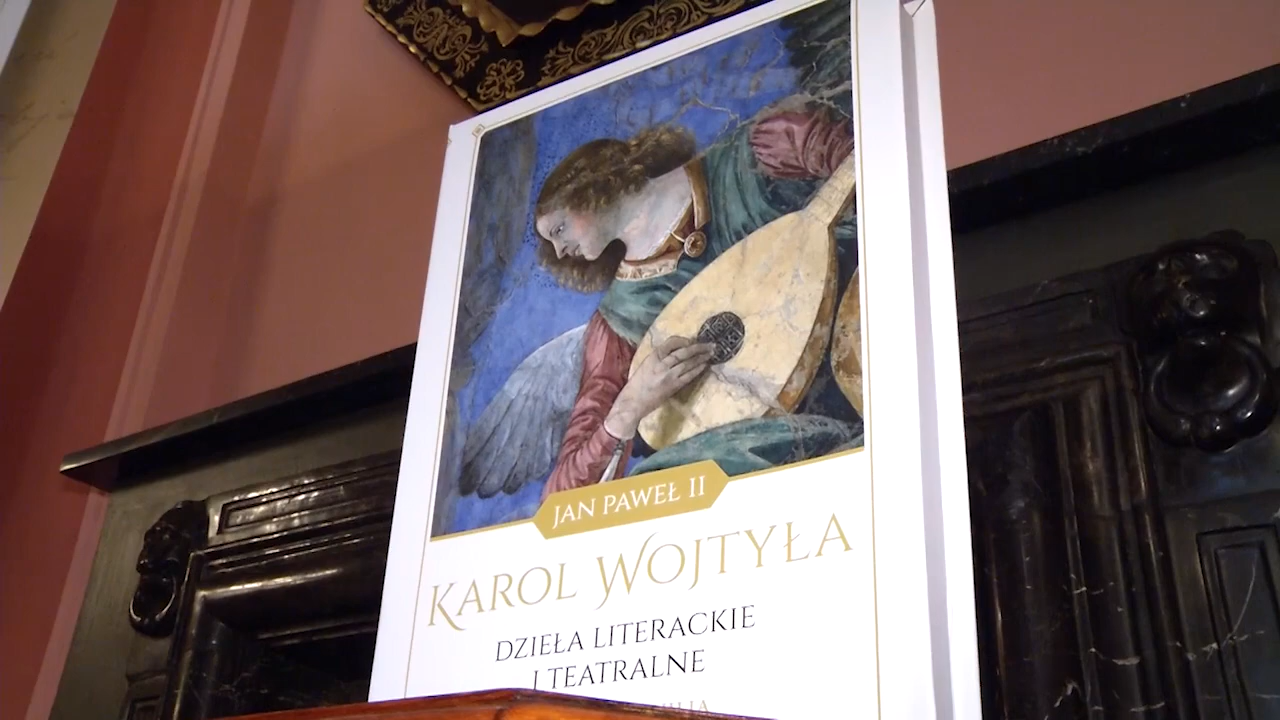 JAN PAWEŁ II
KAROL WOJTYŁA
DZIEŁA LITERACKIE
I TEATRALNE